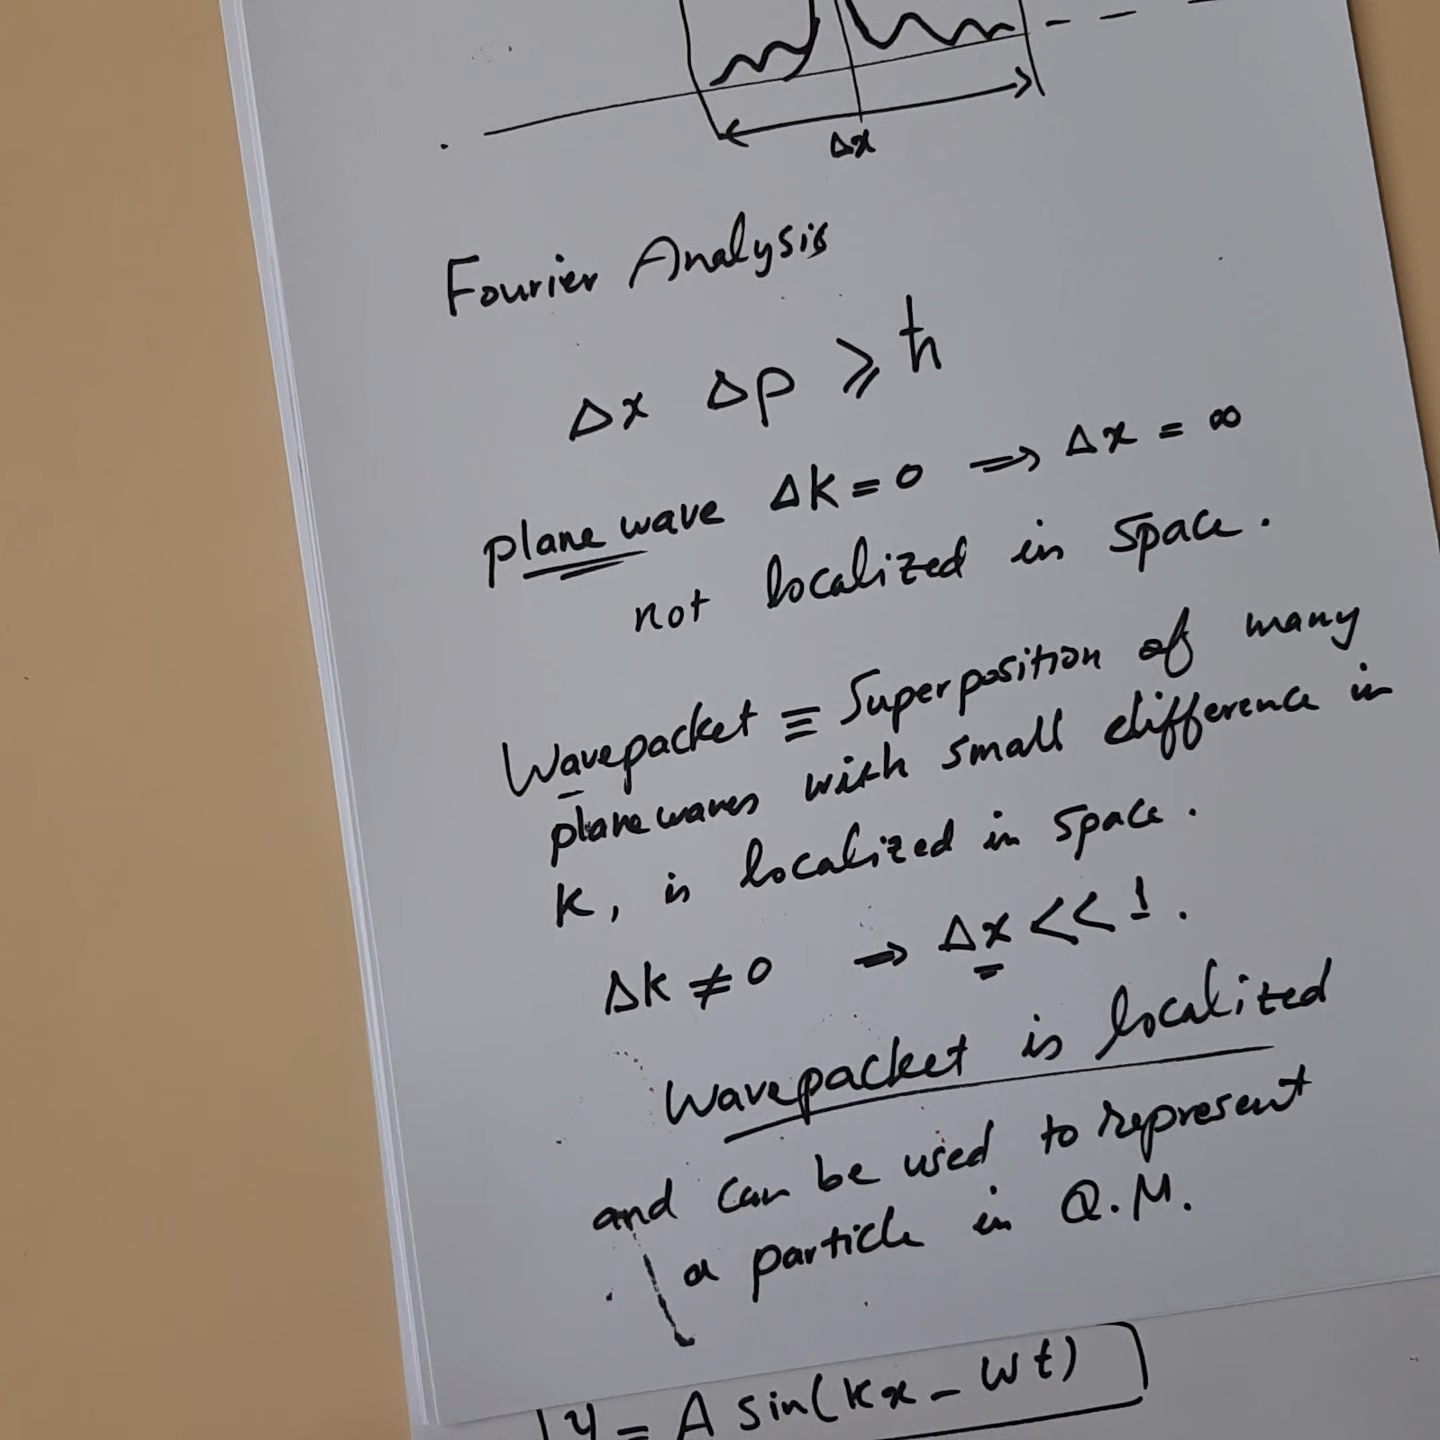 Δx
Fourier Analysis
Δx Δp ⩾ ħ
plane wave Δk = 0 ⟹ Δx = ∞
not localized in space.
Wavepacket ≡ Superposition of many
plane waves with small difference in
k, is localized in space.
Δk ≠ 0 ⟹ Δx << 1.
Wavepacket is localized
and can be used to represent
a particle in Q.M.
y = A sin(kx - wt)